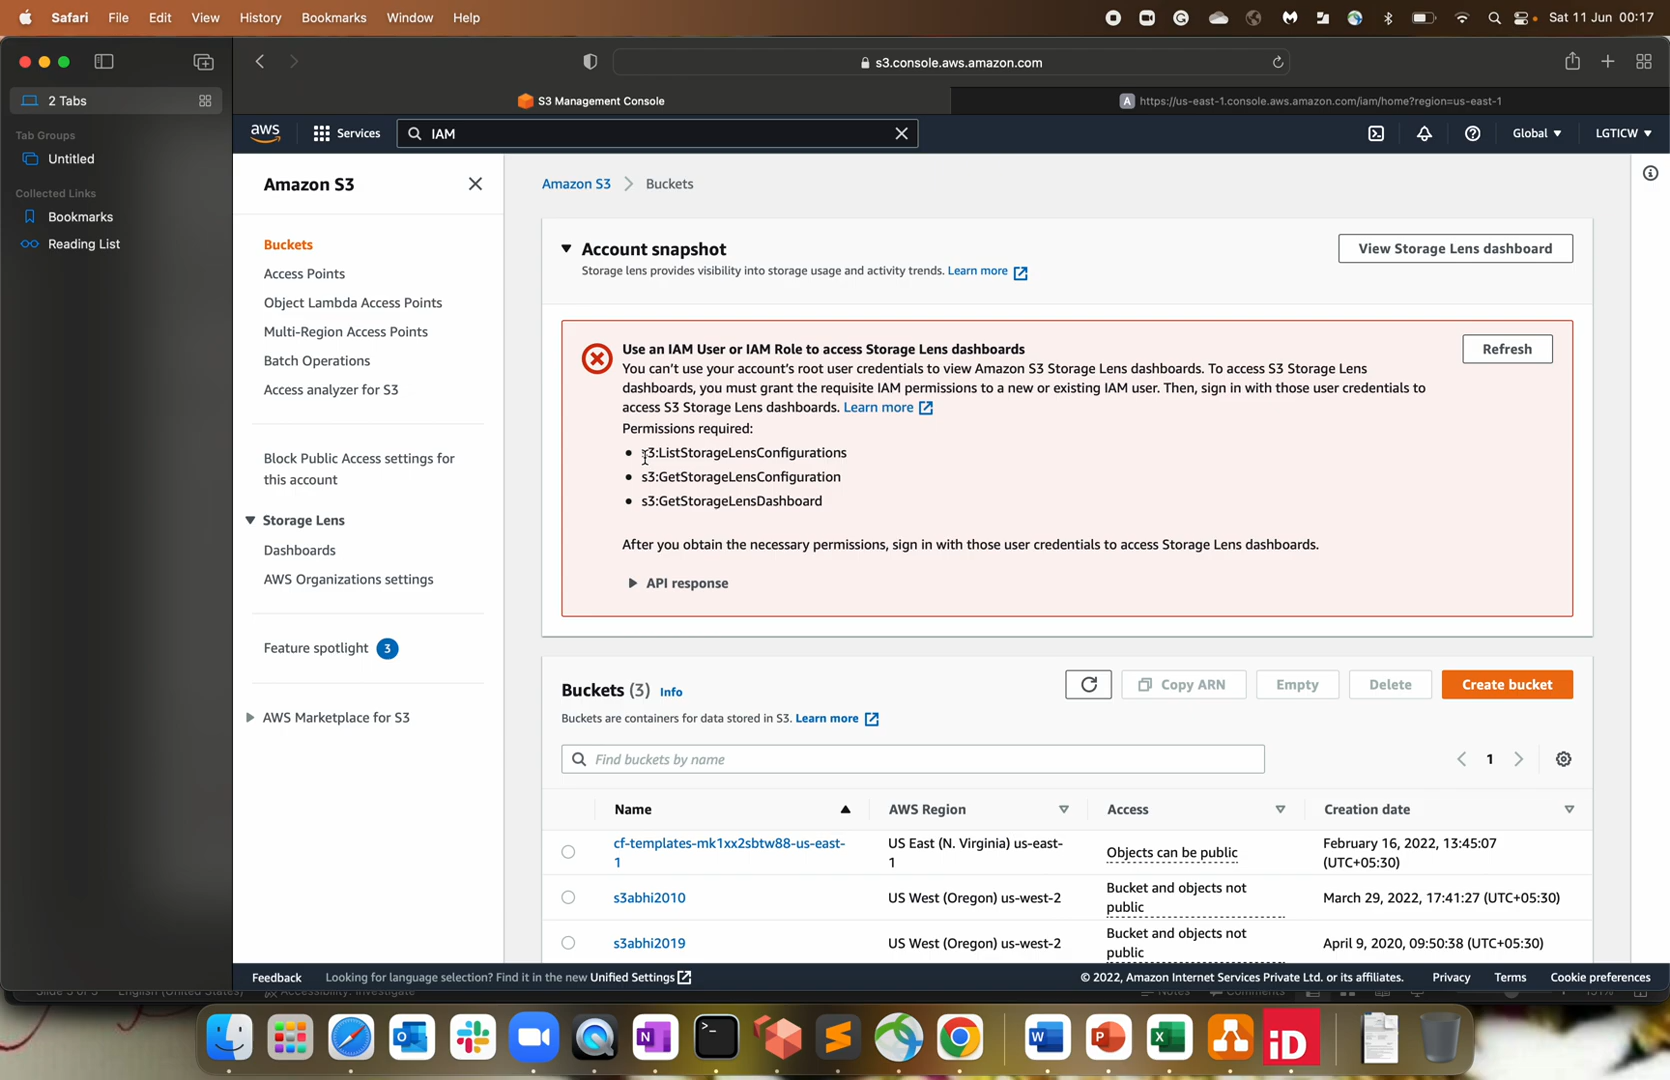 Safari File Edit View History Bookmarks Window Help
Sat 11 Jun 00:17
s3.console.aws.amazon.com
2 Tabs
Tab Groups
Untitled
Collected Links
Bookmarks
Reading List
S3 Management Console
A https://us-east-1.console.aws.amazon.com/iam/home?region=us-east-1
aws Services IAM Global LGTICW
Amazon S3
Buckets
Access Points
Object Lambda Access Points
Multi-Region Access Points
Batch Operations
Access analyzer for S3
Block Public Access settings for
this account
Storage Lens
Dashboards
AWS Organizations settings
Feature spotlight 3
AWS Marketplace for S3
Amazon S3 > Buckets
Account snapshot
View Storage Lens dashboard
Storage lens provides visibility into storage usage and activity trends. Learn more
Use an IAM User or IAM Role to access Storage Lens dashboards
Refresh
You can't use your account's root user credentials to view Amazon S3 Storage Lens dashboards. To access S3 Storage Lens
dashboards, you must grant the requisite IAM permissions to a new or existing IAM user. Then, sign in with those user credentials to
access S3 Storage Lens dashboards. Learn more
Permissions required:
• s3:ListStorageLensConfigurations
• s3:GetStorageLensConfiguration
• s3:GetStorageLensDashboard
After you obtain the necessary permissions, sign in with those user credentials to access Storage Lens dashboards.
API response
Buckets (3) Info
Copy ARN Empty Delete Create bucket
Buckets are containers for data stored in S3. Learn more
Find buckets by name
1
Name AWS Region Access Creation date
cf-templates-mk1xx2sbtw88-us-east-
1
US East (N. Virginia) us-east-
1
Objects can be public
February 16, 2022, 13:45:07
(UTC+05:30)
s3abhi2010
US West (Oregon) us-west-2
Bucket and objects not
public
March 29, 2022, 17:41:27 (UTC+05:30)
s3abhi2019
US West (Oregon) us-west-2
Bucket and objects not
public
April 9, 2020, 09:50:38 (UTC+05:30)
Feedback Looking for language selection? Find it in the new Unified Settings
© 2022, Amazon Internet Services Private Ltd. or its affiliates. Privacy Terms Cookie preferences
English (United States) Accessibility: Investigate
Notes Comments
N W P X iD